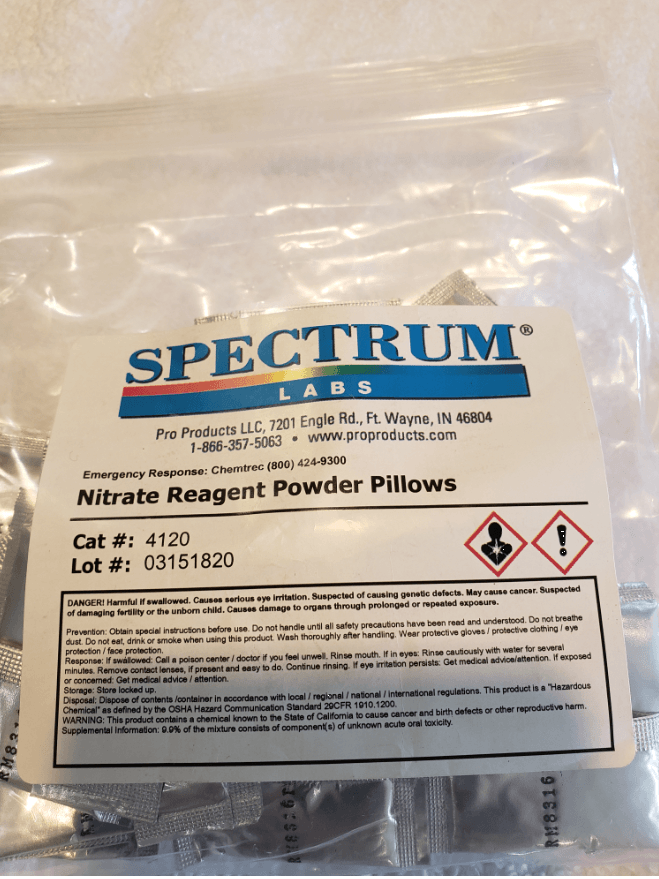 SPECTRUM®
LABS
Pro Products LLC, 7201 Engle Rd., Ft. Wayne, IN 46804
1-866-357-5063 • www.proproducts.com
Emergency Response: Chemtrec (800) 424-9300
Nitrate Reagent Powder Pillows
Cat #: 4120
Lot #: 03151820
DANGER! Harmful if swallowed. Causes serious eye irritation. Suspected of causing genetic defects. May cause cancer. Suspected
of damaging fertility or the unborn child. Causes damage to organs through prolonged or repeated exposure.
Prevention: Obtain special instructions before use. Do not handle until all safety precautions have been read and understood. Do not breathe
dust. Do not eat, drink or smoke when using this product. Wash thoroughly after handling. Wear protective gloves / protective clothing / eye
protection / face protection.
Response: If swallowed: Call a poison center / doctor if you feel unwell. Rinse mouth. If in eyes: Rinse cautiously with water for several
minutes. Remove contact lenses, if present and easy to do. Continue rinsing. If eye irritation persists: Get medical advice/attention. If exposed
or concerned: Get medical advice / attention.
Storage: Store locked up.
Disposal: Dispose of contents /container in accordance with local / regional / national / international regulations. This product is a "Hazardous
Chemical" as defined by the OSHA Hazard Communication Standard 29CFR 1910.1200.
WARNING: This product contains a chemical known to the State of California to cause cancer and birth defects or other reproductive harm.
Supplemental Information: 9.9% of the mixture consists of component(s) of unknown acute oral toxicity.
RM8316